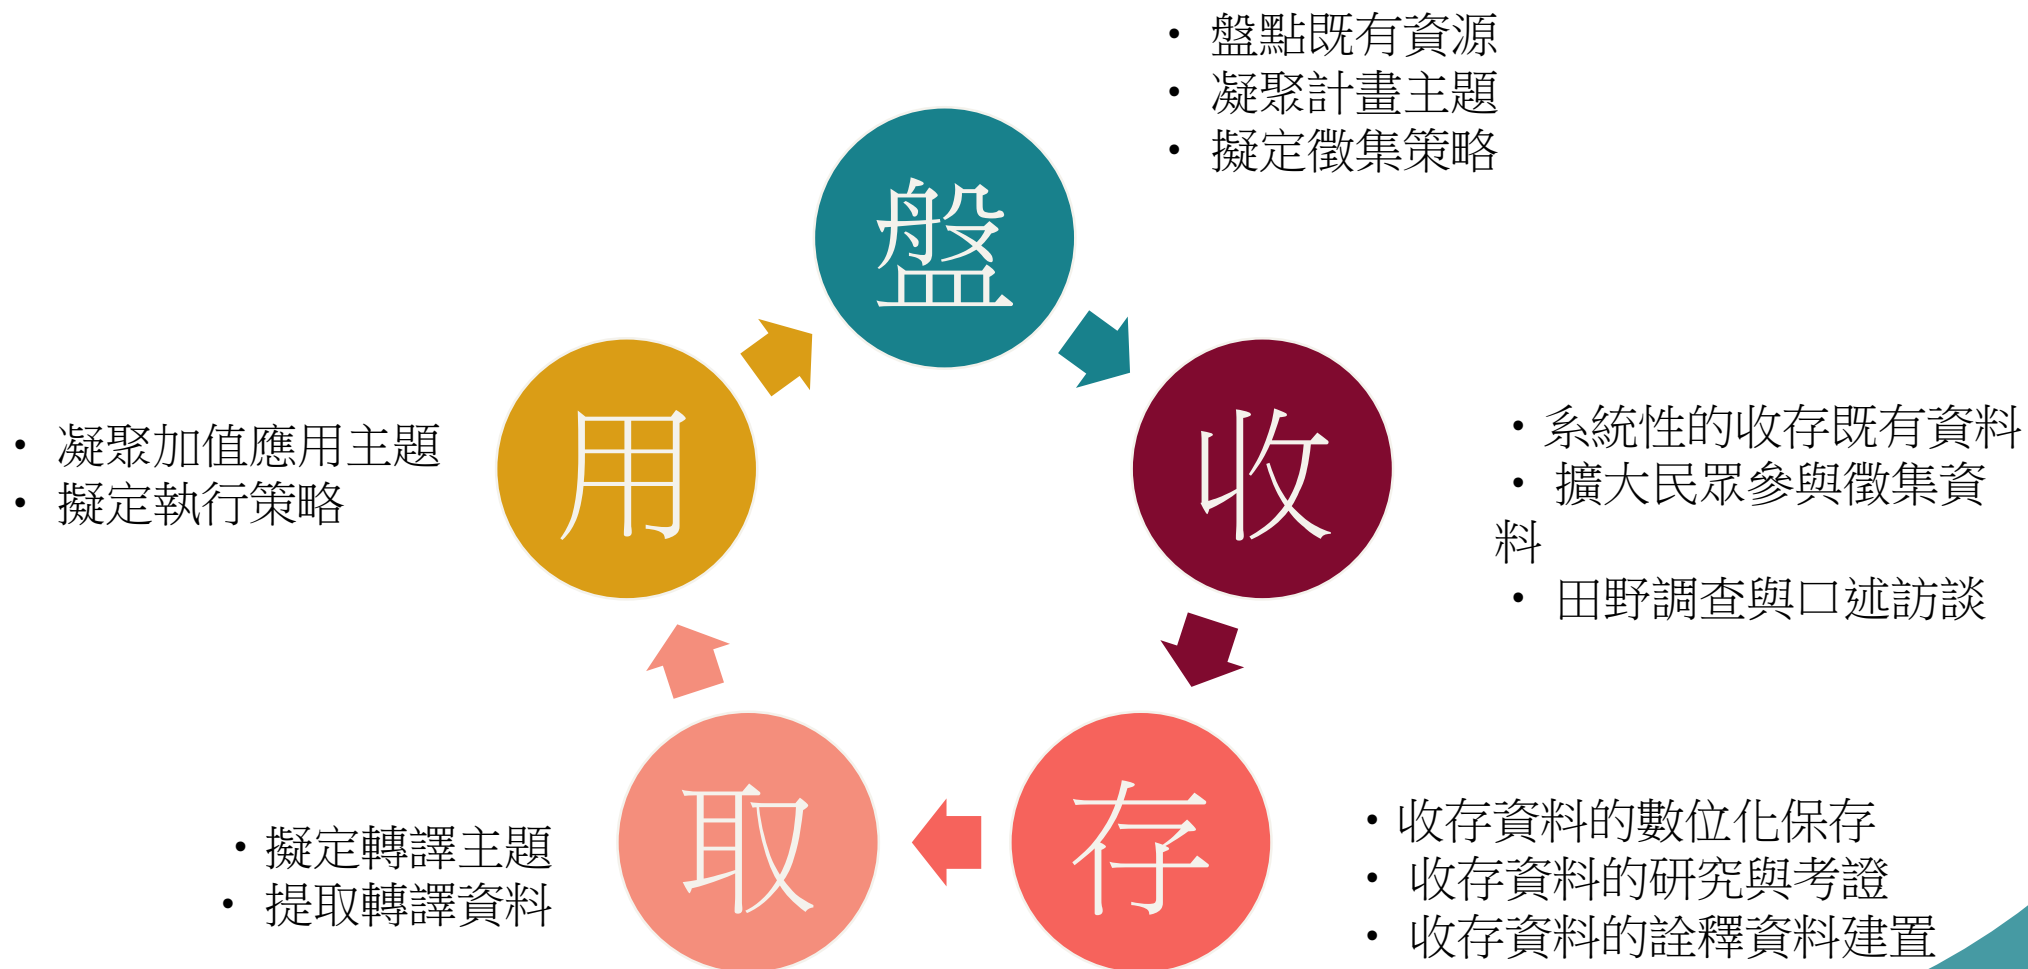 • 盤點既有資源
• 凝聚計畫主題
• 擬定徵集策略
盤
收
• 系統性的收存既有資料
• 擴大民眾參與徵集資
料
• 田野調查與口述訪談
存
• 收存資料的數位化保存
• 收存資料的研究與考證
• 收存資料的詮釋資料建置
取
• 擬定轉譯主題
• 提取轉譯資料
用
• 凝聚加值應用主題
• 擬定執行策略